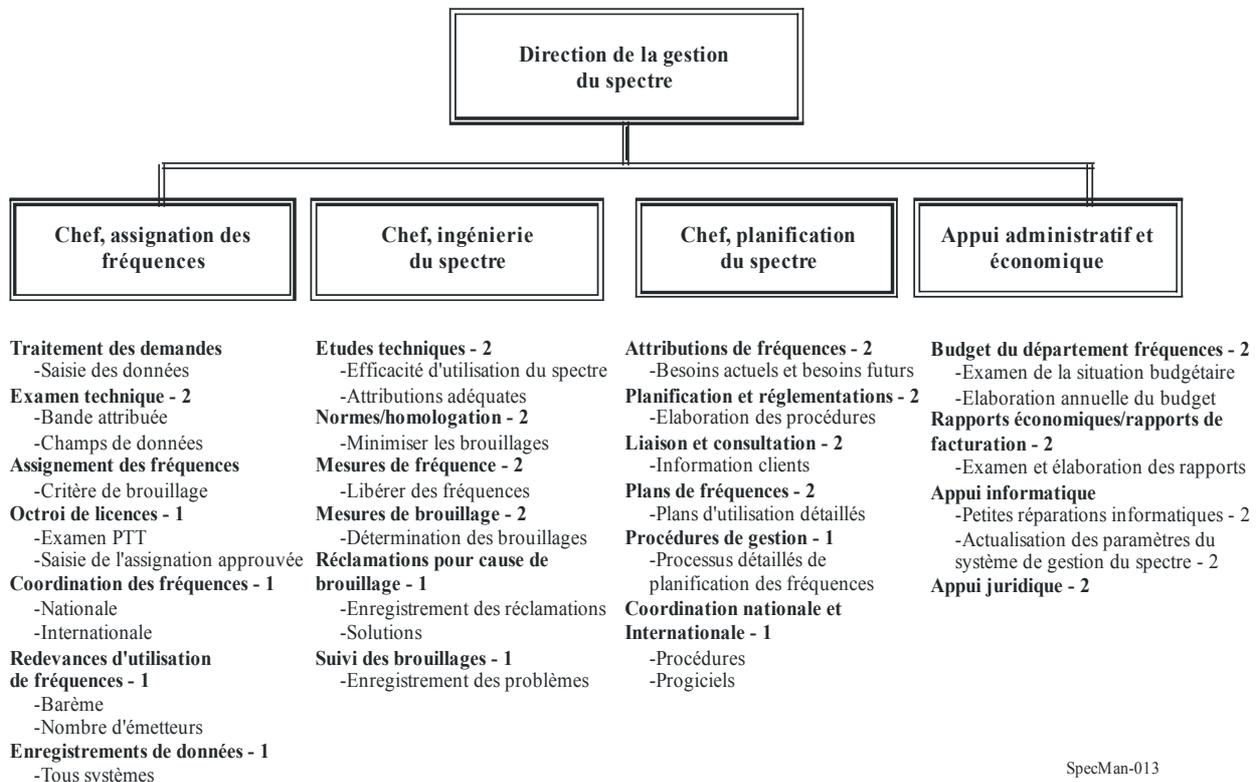 Direction de la gestion
du spectre
Chef, assignation des
fréquences
Chef, ingénierie
du spectre
Chef, planification
du spectre
Appui administratif et
économique
Traitement des demandes
-Saisie des données
Examen technique - 2
-Bande attribuée
-Champs de données
Assignement des fréquences
-Critère de brouillage
Octroi de licences - 1
-Examen PTT
-Saisie de l'assignation approuvée
Coordination des fréquences - 1
-Nationale
-Internationale
Redevances d'utilisation
de fréquences - 1
-Barème
-Nombre d'émetteurs
Enregistrements de données - 1
-Tous systèmes
Etudes techniques - 2
-Efficacité d'utilisation du spectre
-Attributions adéquates
Normes/homologation - 2
-Minimiser les brouillages
Mesures de fréquence - 2
-Libérer des fréquences
Mesures de brouillage - 2
-Détermination des brouillages
Réclamations pour cause de
brouillage - 1
-Enregistrement des réclamations
-Solutions
Suivi des brouillages - 1
-Enregistrement des problèmes
Attributions de fréquences - 2
-Besoins actuels et besoins futurs
Planification et réglementations - 2
-Elaboration des procédures
Liaison et consultation - 2
-Information clients
Plans de fréquences - 2
-Plans d'utilisation détaillés
Procédures de gestion - 1
-Processus détaillés de
planification des fréquences
Coordination nationale et
Internationale - 1
-Procédures
-Progiciels
Budget du département fréquences - 2
-Examen de la situation budgétaire
-Elaboration annuelle du budget
Rapports économiques/rapports de
facturation - 2
-Examen et élaboration des rapports
Appui informatique
-Petites réparations informatiques - 2
-Actualisation des paramètres du
système de gestion du spectre - 2
Appui juridique - 2
SpecMan-013